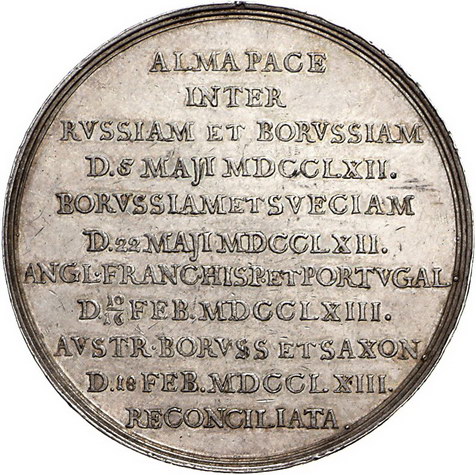 ALMA PACE
INTER
RVSSIAM ET BORVSSIAM
D. 5 MAJI MDCCLXII.
BORVSSIAM ET SVECIAM
D. 22 MAJI MDCCLXII.
ANGL·FRANC HISP. ET PORTVGAL
D. 10/16 FEB. MDCCLXIII.
AVSTR·BORVSS ET SAXON
D. 18 FEB. MDCCLXIII.
RECONCILIATA.